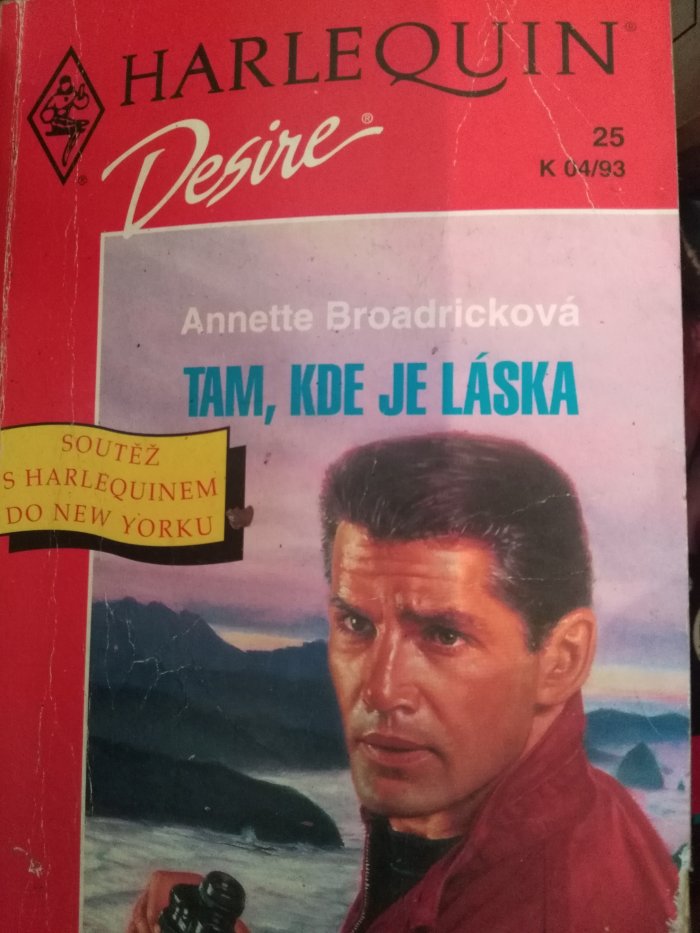 HARLEQUIN®
Desire®
25
K 04/93
Annette Broadricková
TAM, KDE JE LÁSKA
SOUTĚŽ
S HARLEQUINEM
DO NEW YORKU